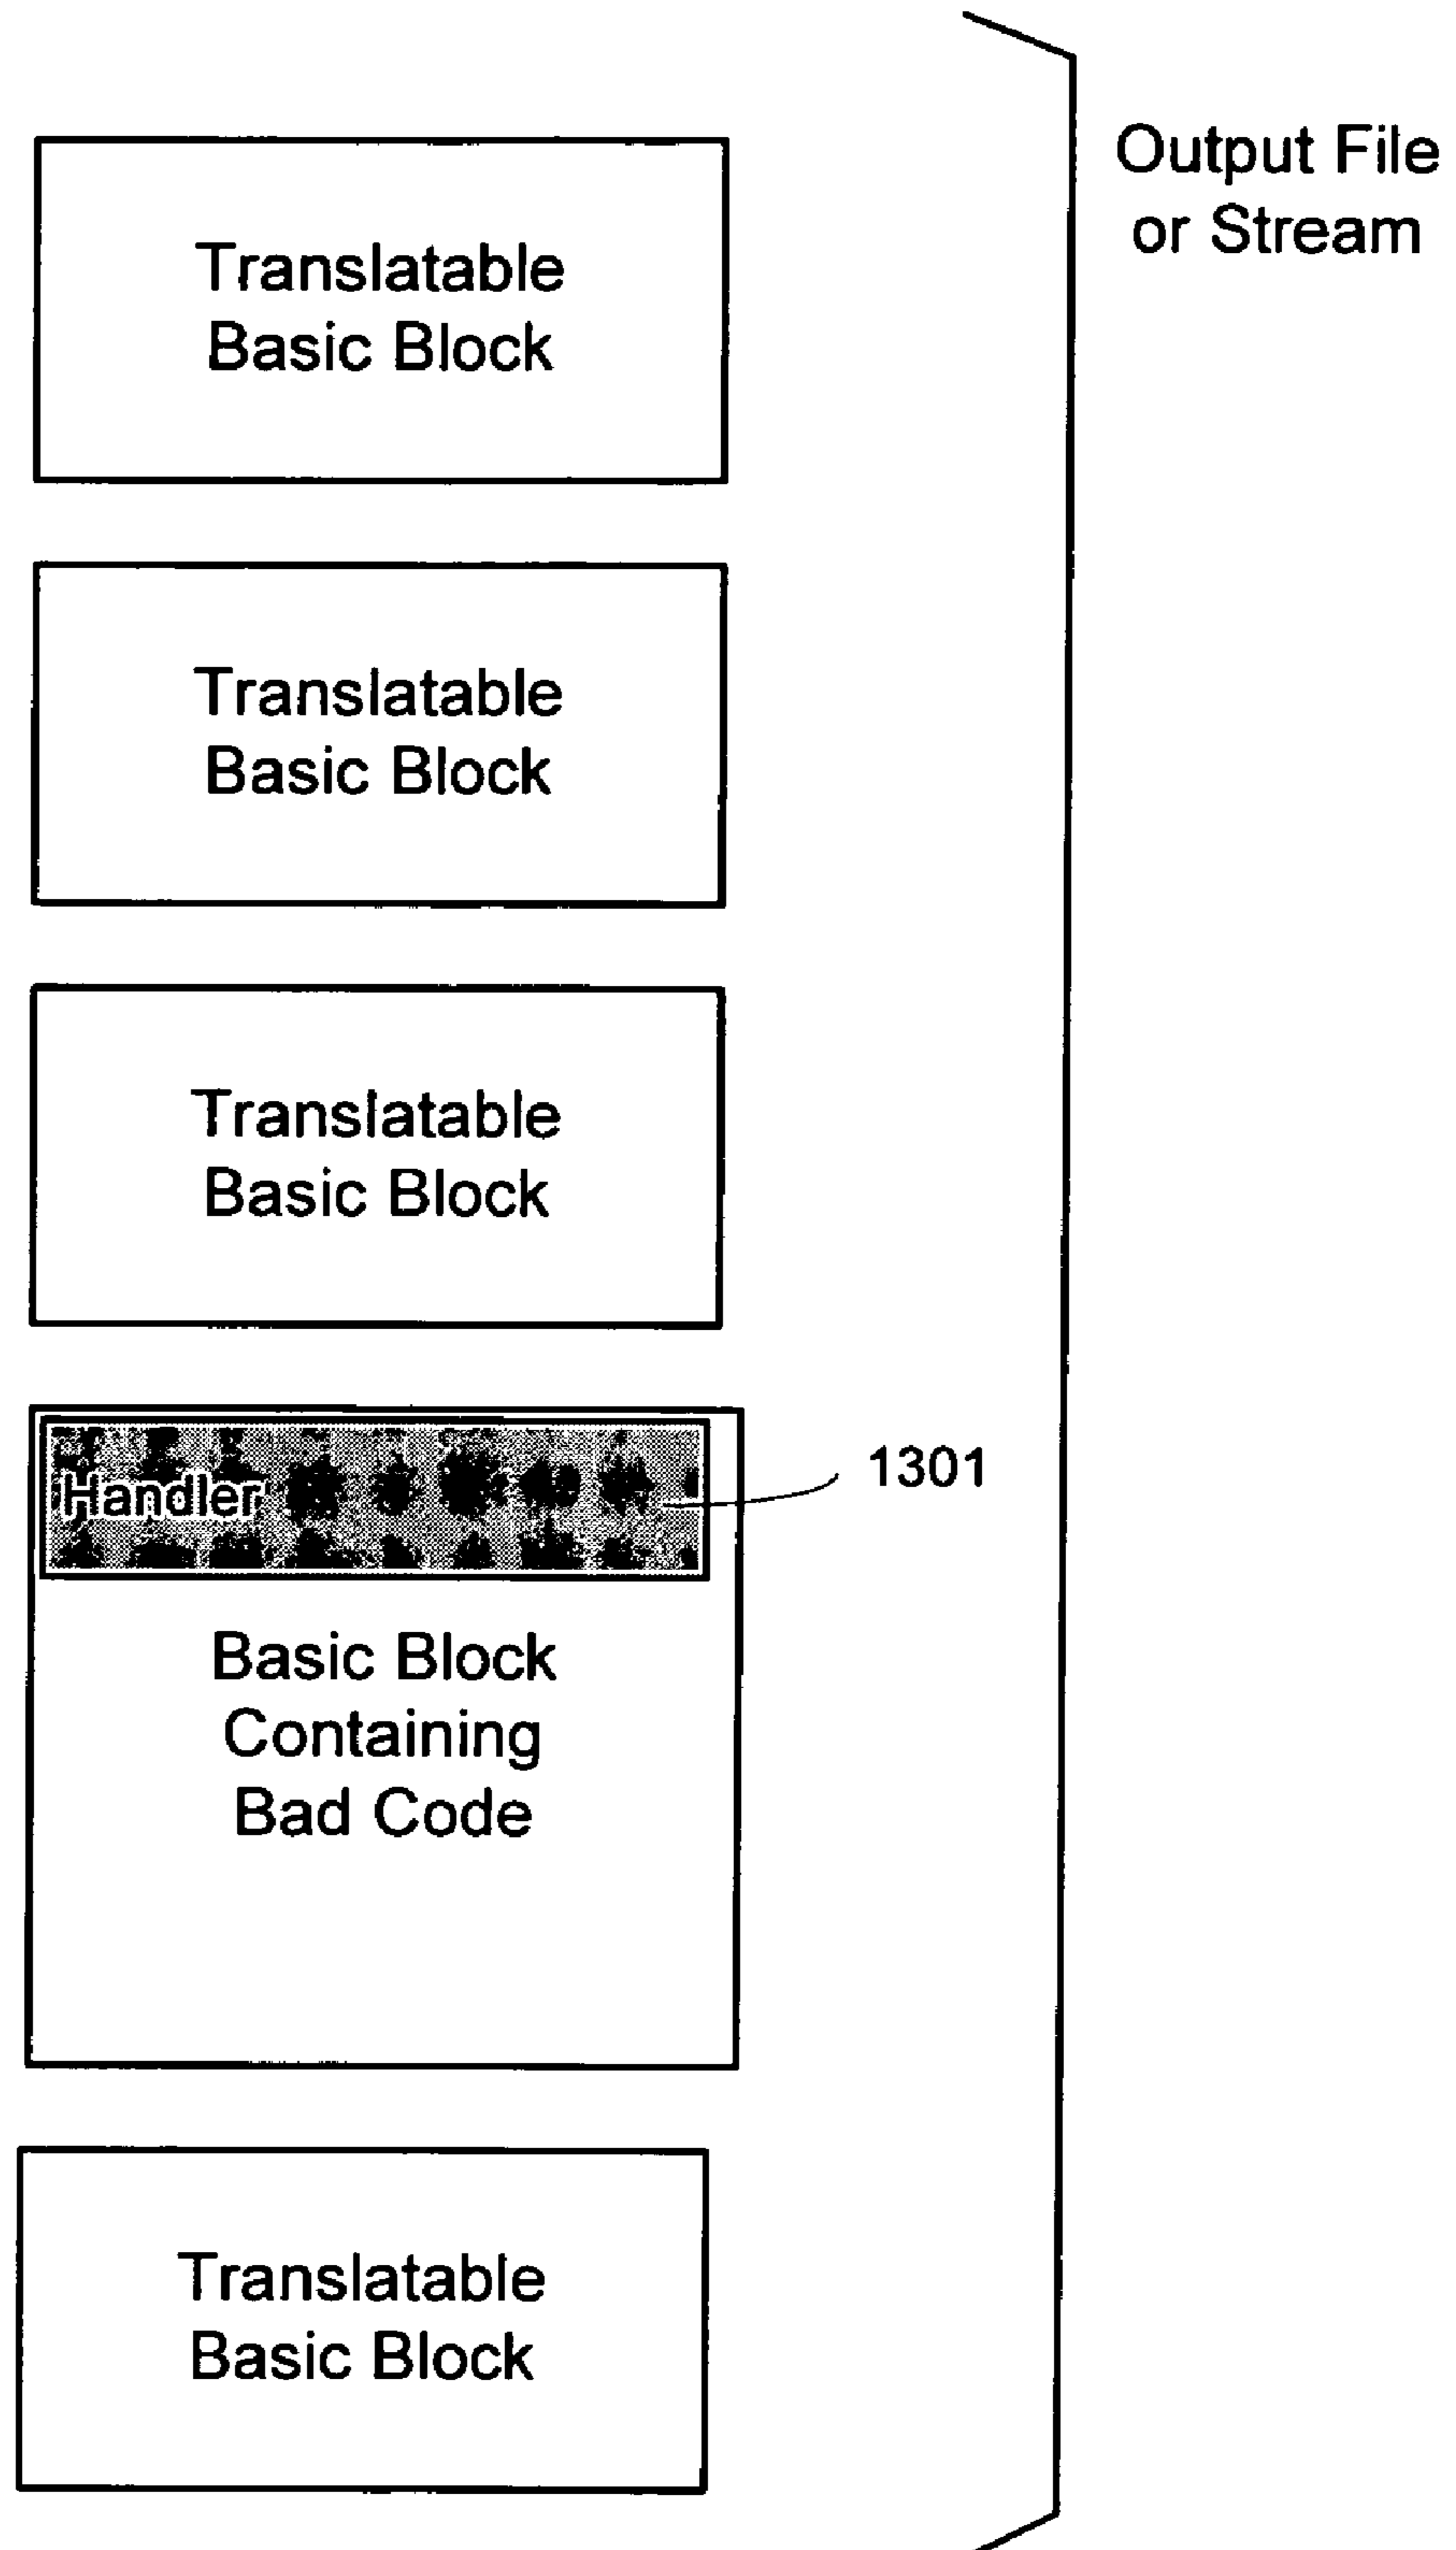 Output File
or Stream
Translatable
Basic Block
Translatable
Basic Block
Translatable
Basic Block
Handler
1301
Basic Block
Containing
Bad Code
Translatable
Basic Block